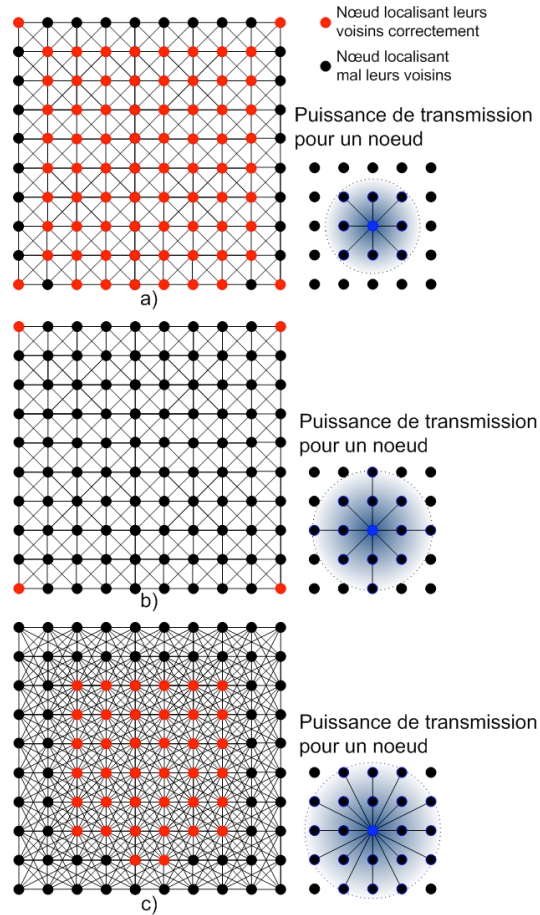 Nœud localisant leurs
voisins correctement
Nœud localisant
mal leurs voisins
Puissance de transmission
pour un noeud
a)
Puissance de transmission
pour un noeud
b)
Puissance de transmission
pour un noeud
c)